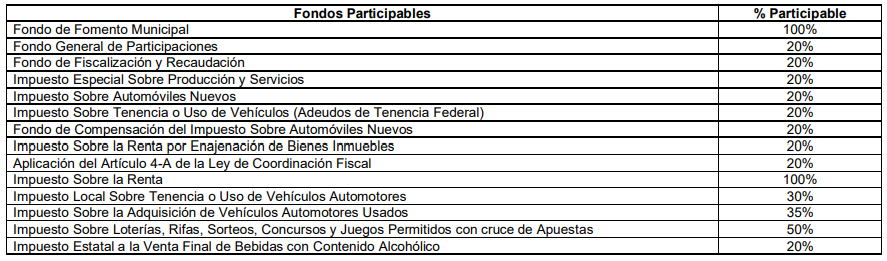 Fondos Participables % Participable
Fondo de Fomento Municipal 100%
Fondo General de Participaciones 20%
Fondo de Fiscalización y Recaudación 20%
Impuesto Especial Sobre Producción y Servicios 20%
Impuesto Sobre Automóviles Nuevos 20%
Impuesto Sobre Tenencia o Uso de Vehículos (Adeudos de Tenencia Federal) 20%
Fondo de Compensación del Impuesto Sobre Automóviles Nuevos 20%
Impuesto Sobre la Renta por Enajenación de Bienes Inmuebles 20%
Aplicación del Artículo 4-A de la Ley de Coordinación Fiscal 20%
Impuesto Sobre la Renta 100%
Impuesto Local Sobre Tenencia o Uso de Vehículos Automotores 30%
Impuesto Sobre la Adquisición de Vehículos Automotores Usados 35%
Impuesto Sobre Loterías, Rifas, Sorteos, Concursos y Juegos Permitidos con cruce de Apuestas 50%
Impuesto Estatal a la Venta Final de Bebidas con Contenido Alcohólico 20%